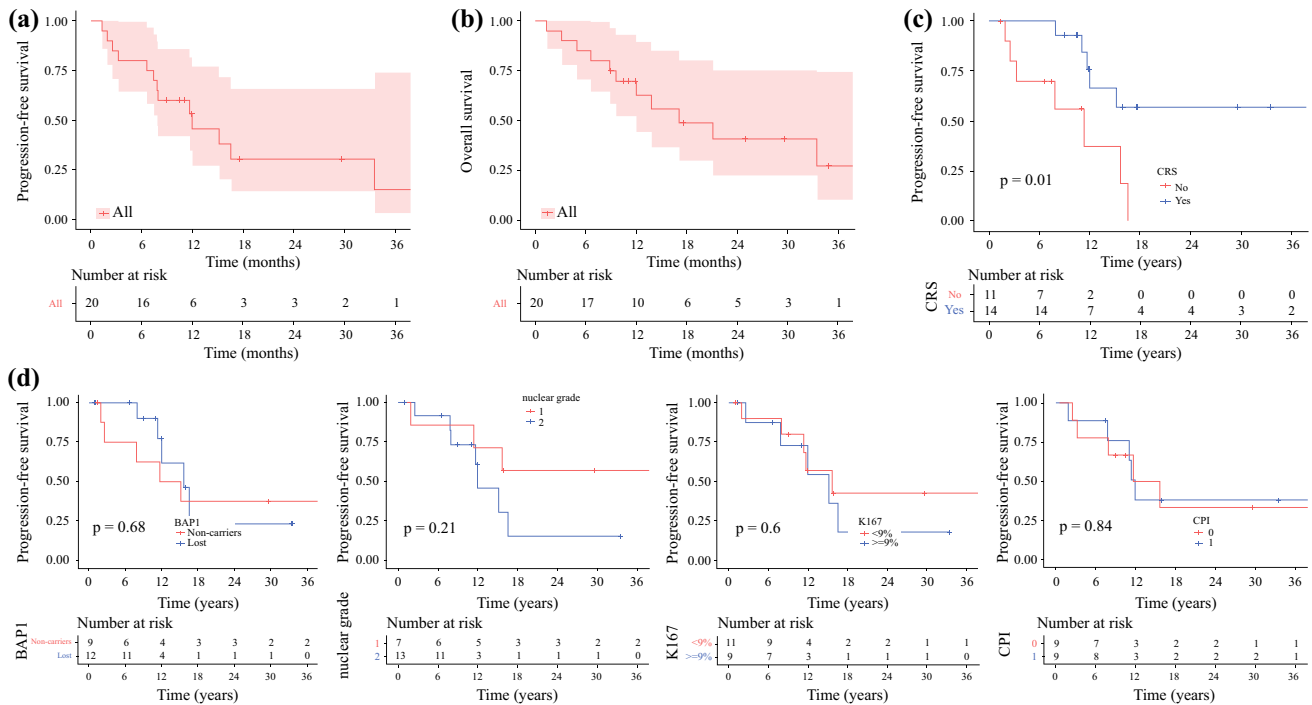 (a)
1.00
0.75
0.50
0.25
0.00
Progression-free survival
All
0 6 12 18 24 30 36
Time (months)
Number at risk
All 20 16 6 3 3 2 1
0 6 12 18 24 30 36
Time (months)
(b)
1.00
0.75
0.50
0.25
0.00
Overall survival
All
0 6 12 18 24 30 36
Time (months)
Number at risk
All 20 17 10 6 5 3 1
0 6 12 18 24 30 36
Time (months)
(c)
1.00
0.75
0.50
0.25
0.00
Progression-free survival
p = 0.01
CRS
No
Yes
0 6 12 18 24 30 36
Time (years)
Number at risk
CRS
No 11 7 2 0 0 0 0
Yes 14 14 7 4 4 3 2
0 6 12 18 24 30 36
Time (years)
(d)
1.00
0.75
0.50
0.25
0.00
Progression-free survival
p = 0.68
BAP1
Non-carriers
Lost
0 6 12 18 24 30 36
Time (years)
Number at risk
BAP1
Non-carriers 9 6 4 3 3 2 2
Lost 12 11 4 1 1 1 0
0 6 12 18 24 30 36
Time (years)
1.00
0.75
0.50
0.25
0.00
Progression-free survival
nuclear grade
1
2
p = 0.21
0 6 12 18 24 30 36
Time (years)
Number at risk
nuclear grade
1 7 6 5 3 3 2 2
2 13 11 3 1 1 1 0
0 6 12 18 24 30 36
Time (years)
1.00
0.75
0.50
0.25
0.00
Progression-free survival
p = 0.6
K167
<9%
>=9%
0 6 12 18 24 30 36
Time (years)
Number at risk
K167
<9% 11 9 4 2 2 1 1
>=9% 9 7 3 1 1 1 0
0 6 12 18 24 30 36
Time (years)
1.00
0.75
0.50
0.25
0.00
Progression-free survival
p = 0.84
CPI
0
1
0 6 12 18 24 30 36
Time (years)
Number at risk
CPI
0 9 7 3 2 2 1 1
1 9 8 3 2 2 2 1
0 6 12 18 24 30 36
Time (years)